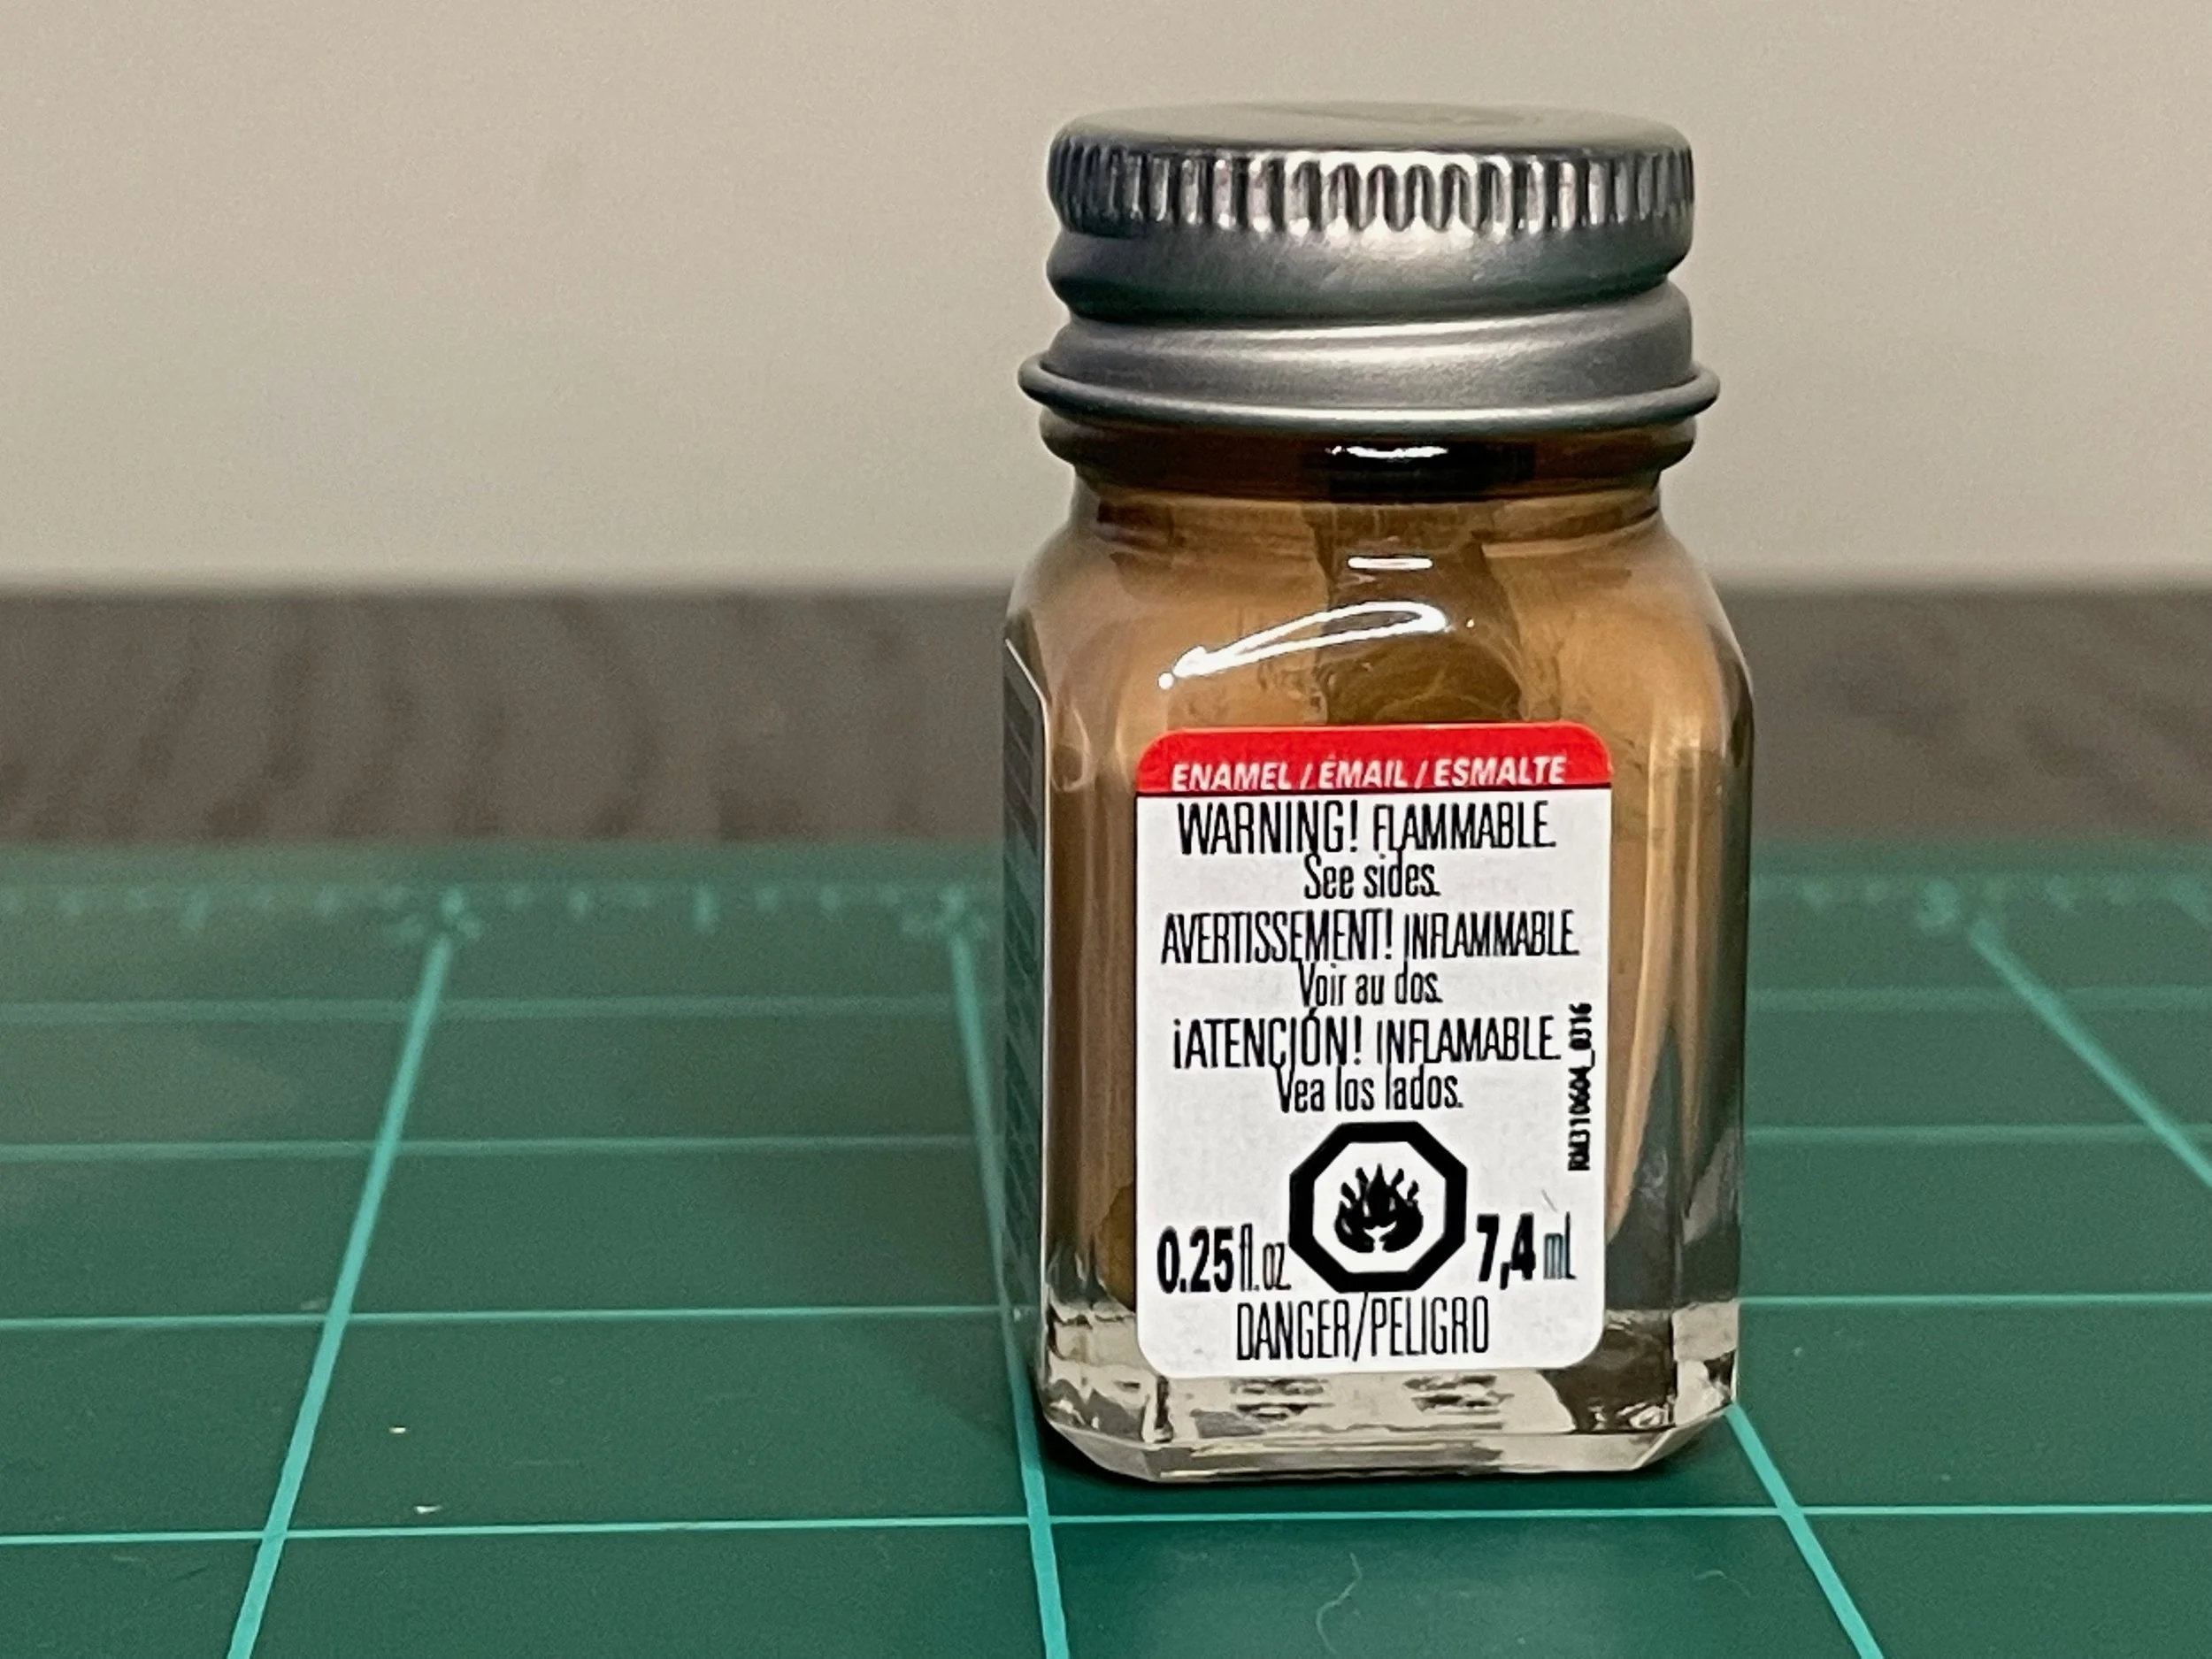 ENAMEL / ÉMAIL / ESMALTE
WARNING! FLAMMABLE.
See sides.
AVERTISSEMENT! INFLAMMABLE.
Voir au dos.
¡ATENCIÓN! INFLAMABLE.
Vea los lados.
RM310604_0316
0.25 fl. oz. 7,4 mL
DANGER/PELIGRO